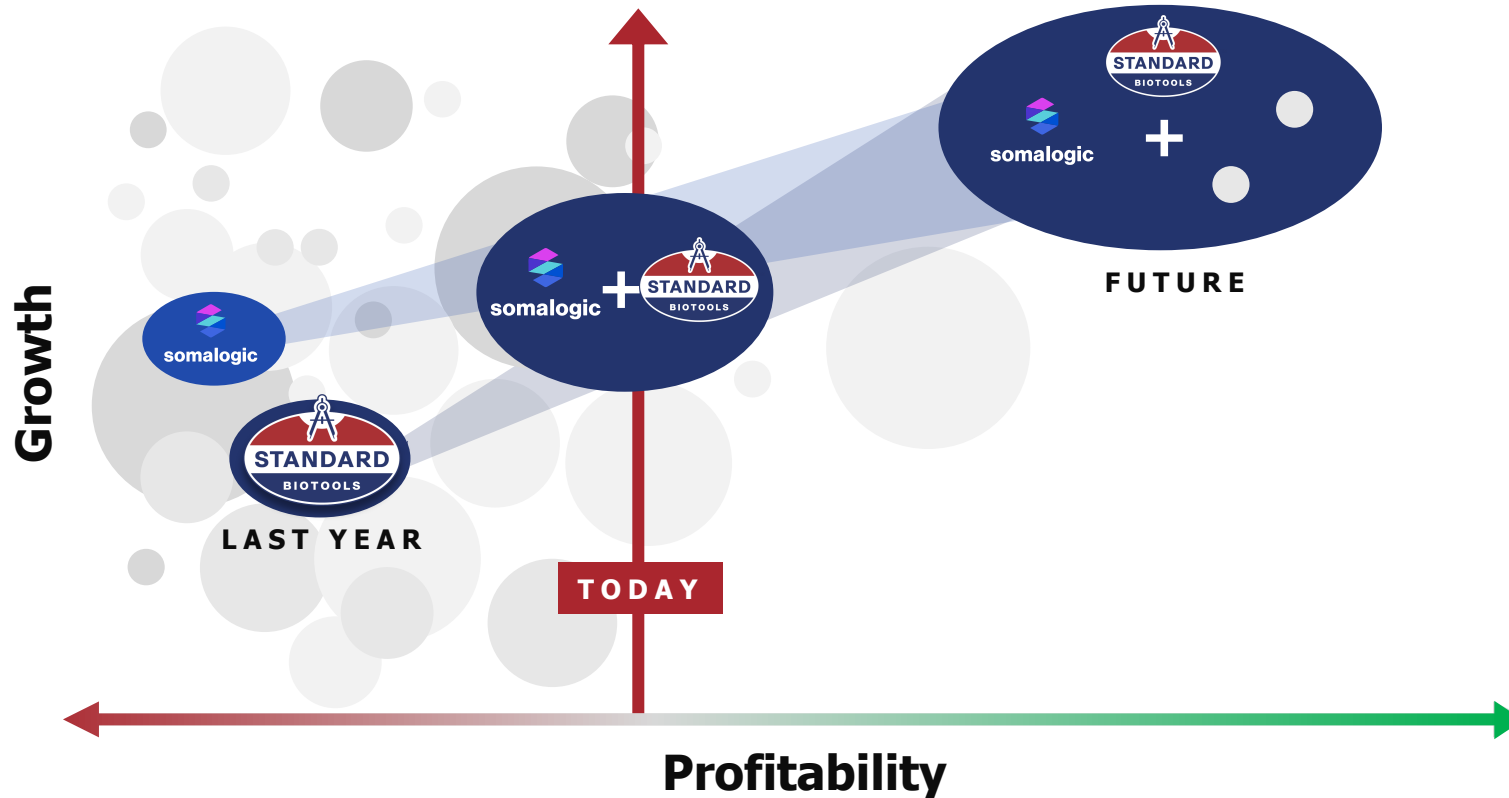 STANDARD
BIOTOOLS
somalogic
+
FUTURE
somalogic
+
STANDARD
BIOTOOLS
Growth
somalogic
STANDARD
BIOTOOLS
LAST YEAR
TODAY
Profitability